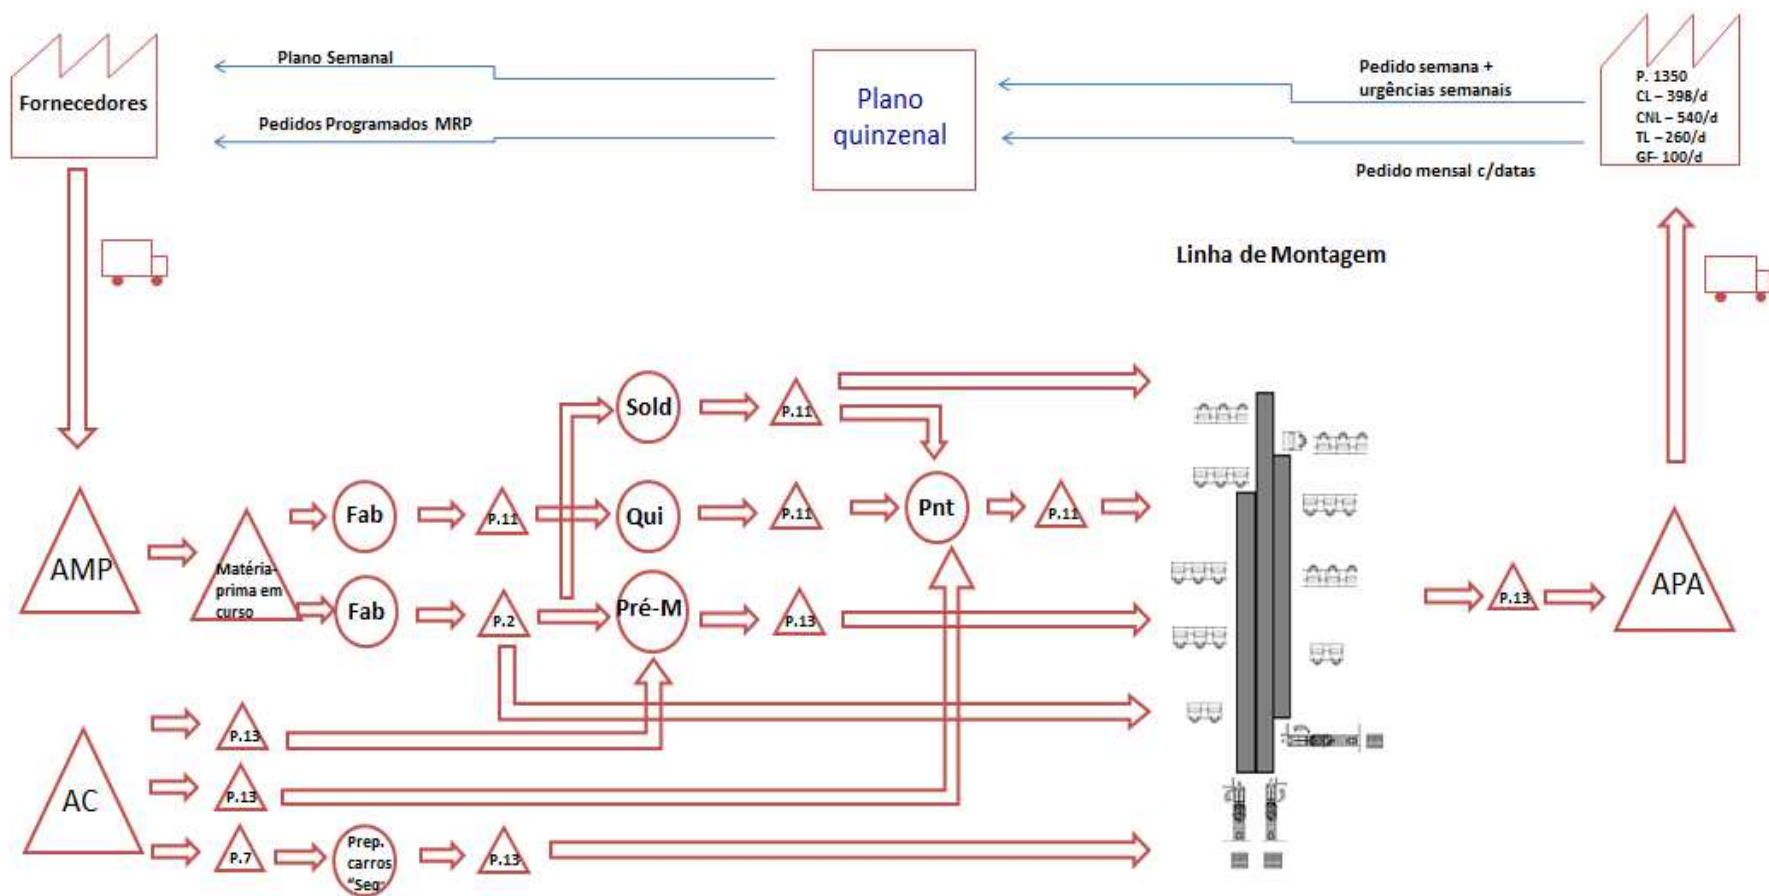 Fornecedores
Plano Semanal
Pedidos Programados MRP
Plano
quinzenal
Pedido semana +
urgências semanais
Pedido mensal c/datas
P. 1350
CL – 398/d
CNL – 540/d
TL – 260/d
GF- 100/d
Linha de Montagem
Sold
P.11
AMP
Matéria-
prima em
curso
Fab
P.11
Qui
P.11
Pnt
P.11
Fab
P.2
Pré-M
P.13
P.13
APA
AC
P.13
P.13
P.7
Prep.
carros
"Seq
P.13